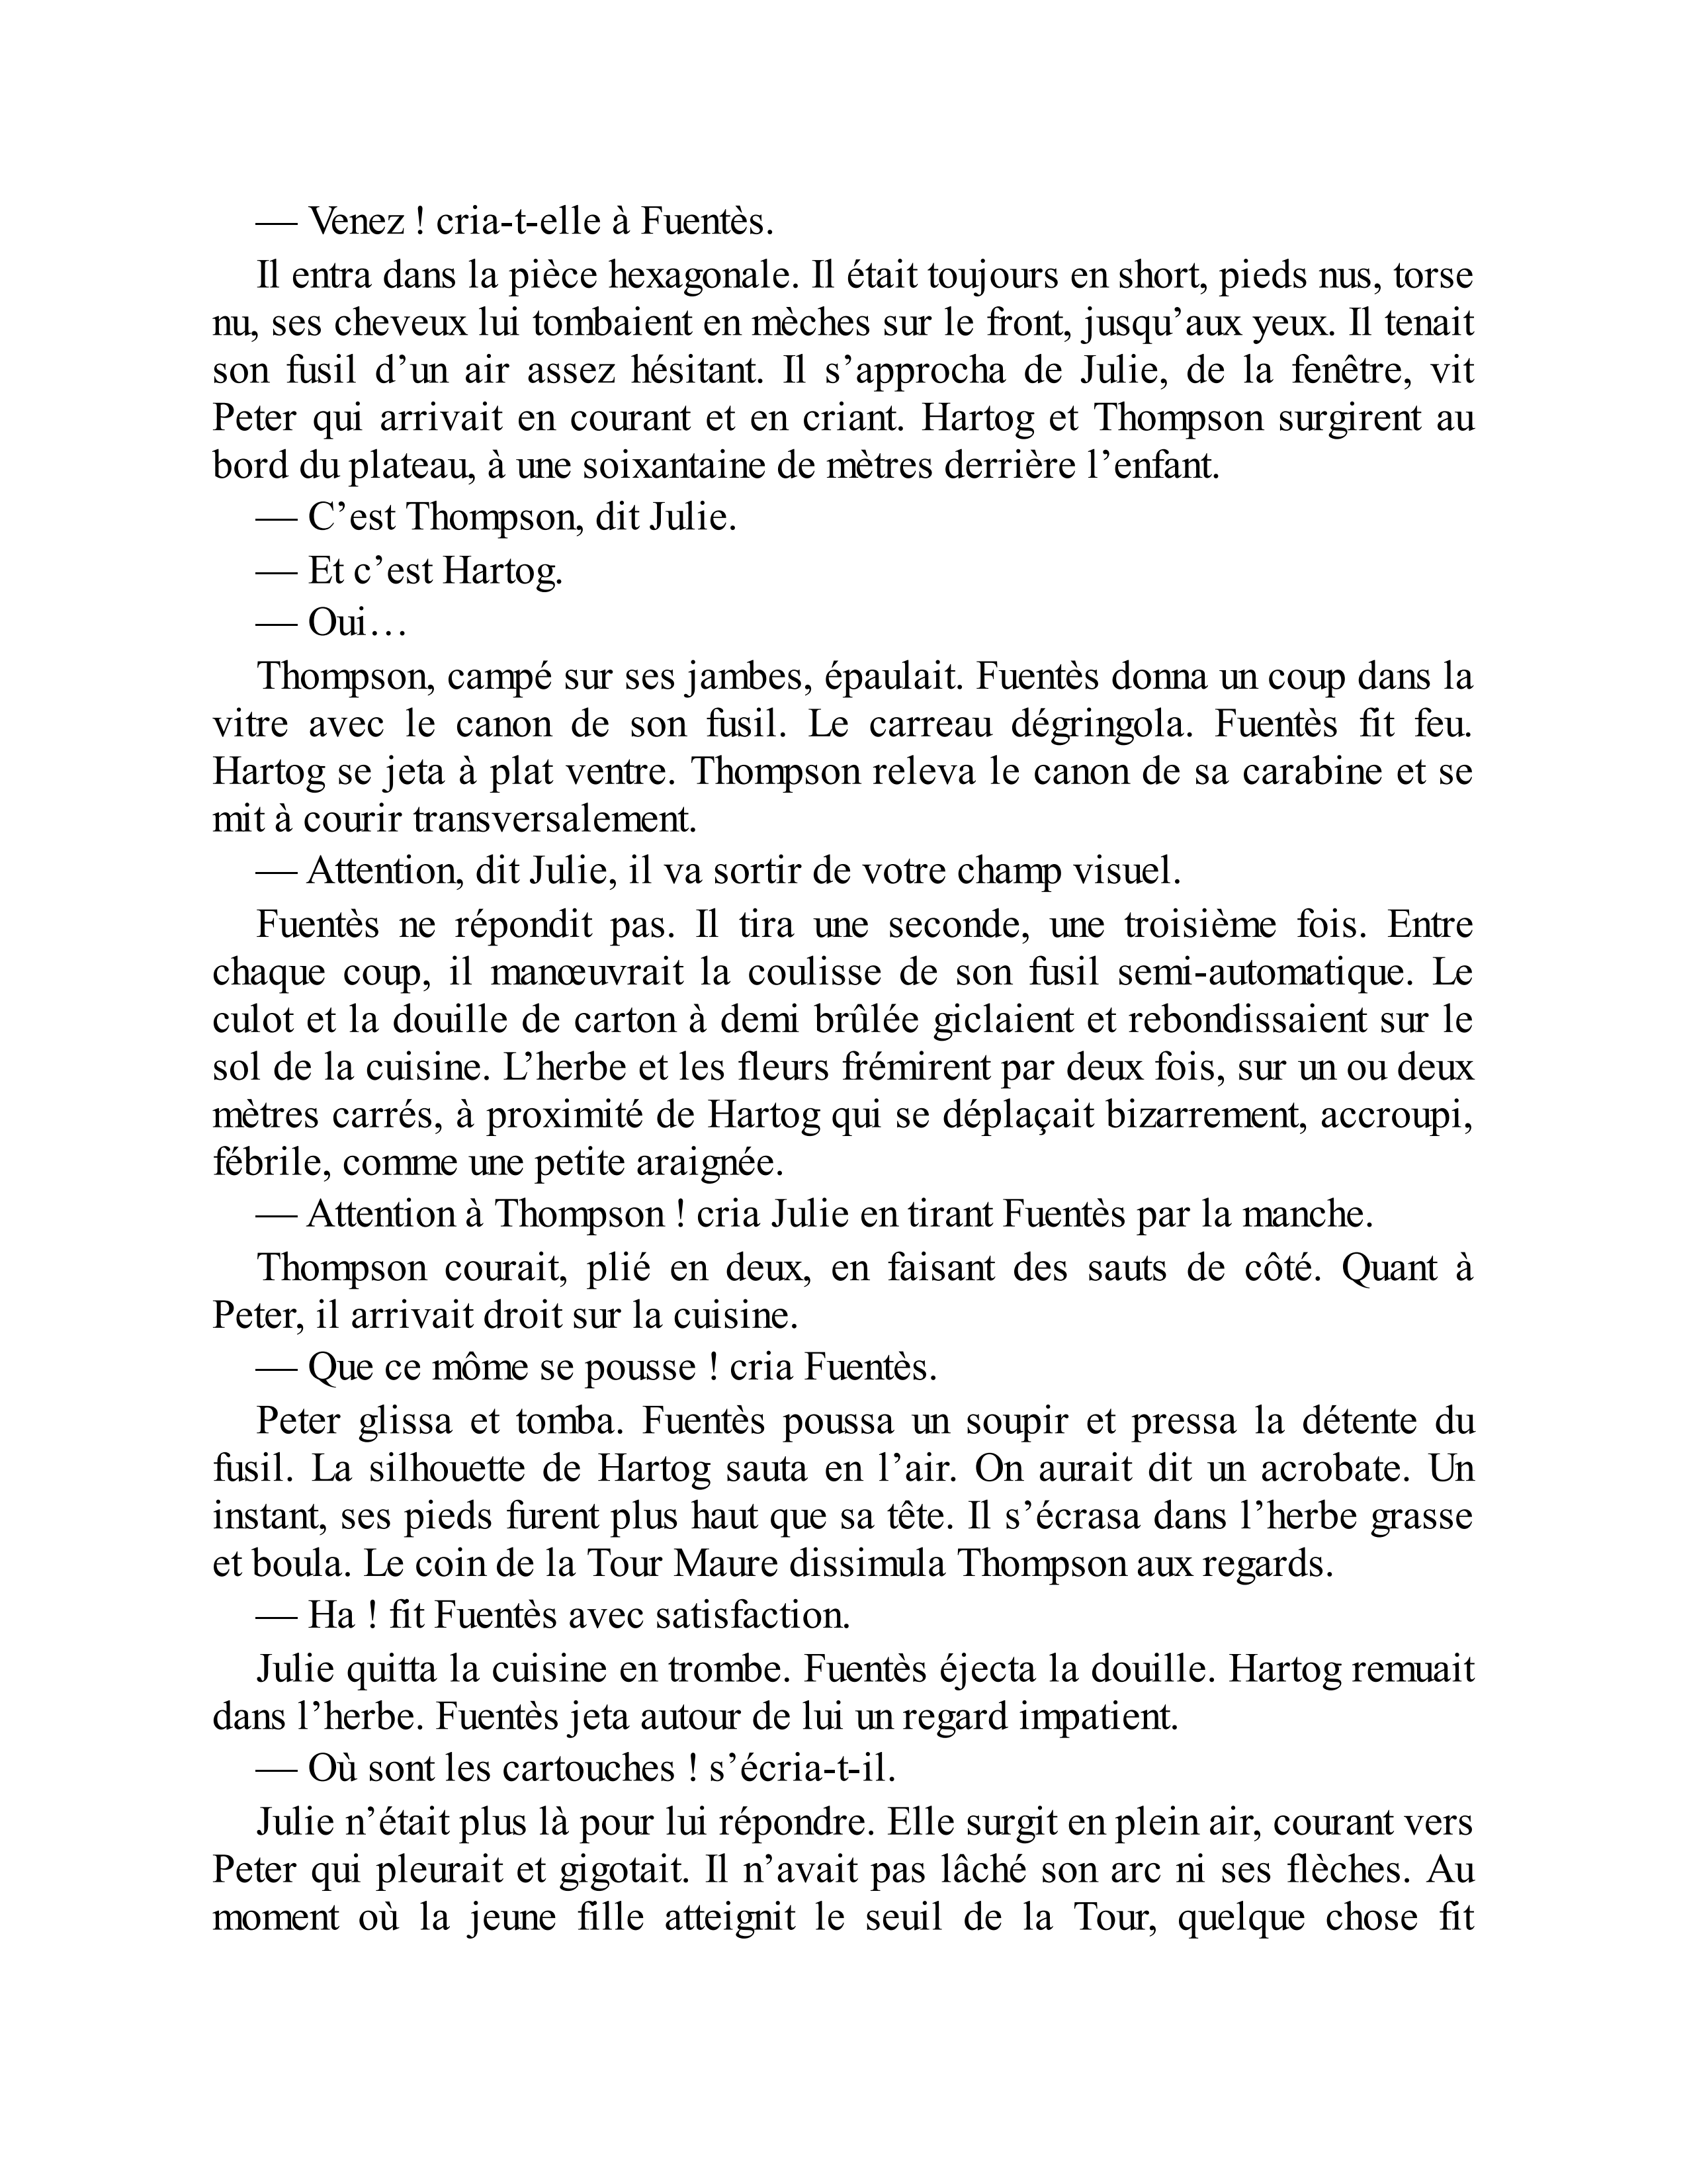 — Venez ! cria-t-elle à Fuentès.
Il entra dans la pièce hexagonale. Il était toujours en short, pieds nus, torse
nu, ses cheveux lui tombaient en mèches sur le front, jusqu’aux yeux. Il tenait
son fusil d’un air assez hésitant. Il s’approcha de Julie, de la fenêtre, vit
Peter qui arrivait en courant et en criant. Hartog et Thompson surgirent au
bord du plateau, à une soixantaine de mètres derrière l’enfant.
— C’est Thompson, dit Julie.
— Et c’est Hartog.
— Oui…
Thompson, campé sur ses jambes, épaulait. Fuentès donna un coup dans la
vitre avec le canon de son fusil. Le carreau dégringola. Fuentès fit feu.
Hartog se jeta à plat ventre. Thompson releva le canon de sa carabine et se
mit à courir transversalement.
— Attention, dit Julie, il va sortir de votre champ visuel.
Fuentès ne répondit pas. Il tira une seconde, une troisième fois. Entre
chaque coup, il manœuvrait la coulisse de son fusil semi-automatique. Le
culot et la douille de carton à demi brûlée giclaient et rebondissaient sur le
sol de la cuisine. L’herbe et les fleurs frémirent par deux fois, sur un ou deux
mètres carrés, à proximité de Hartog qui se déplaçait bizarrement, accroupi,
fébrile, comme une petite araignée.
— Attention à Thompson ! cria Julie en tirant Fuentès par la manche.
Thompson courait, plié en deux, en faisant des sauts de côté. Quant à
Peter, il arrivait droit sur la cuisine.
— Que ce môme se pousse ! cria Fuentès.
Peter glissa et tomba. Fuentès poussa un soupir et pressa la détente du
fusil. La silhouette de Hartog sauta en l’air. On aurait dit un acrobate. Un
instant, ses pieds furent plus haut que sa tête. Il s’écrasa dans l’herbe grasse
et boula. Le coin de la Tour Maure dissimula Thompson aux regards.
— Ha ! fit Fuentès avec satisfaction.
Julie quitta la cuisine en trombe. Fuentès éjecta la douille. Hartog remuait
dans l’herbe. Fuentès jeta autour de lui un regard impatient.
— Où sont les cartouches ! s’écria-t-il.
Julie n’était plus là pour lui répondre. Elle surgit en plein air, courant vers
Peter qui pleurait et gigotait. Il n’avait pas lâché son arc ni ses flèches. Au
moment où la jeune fille atteignit le seuil de la Tour, quelque chose fit